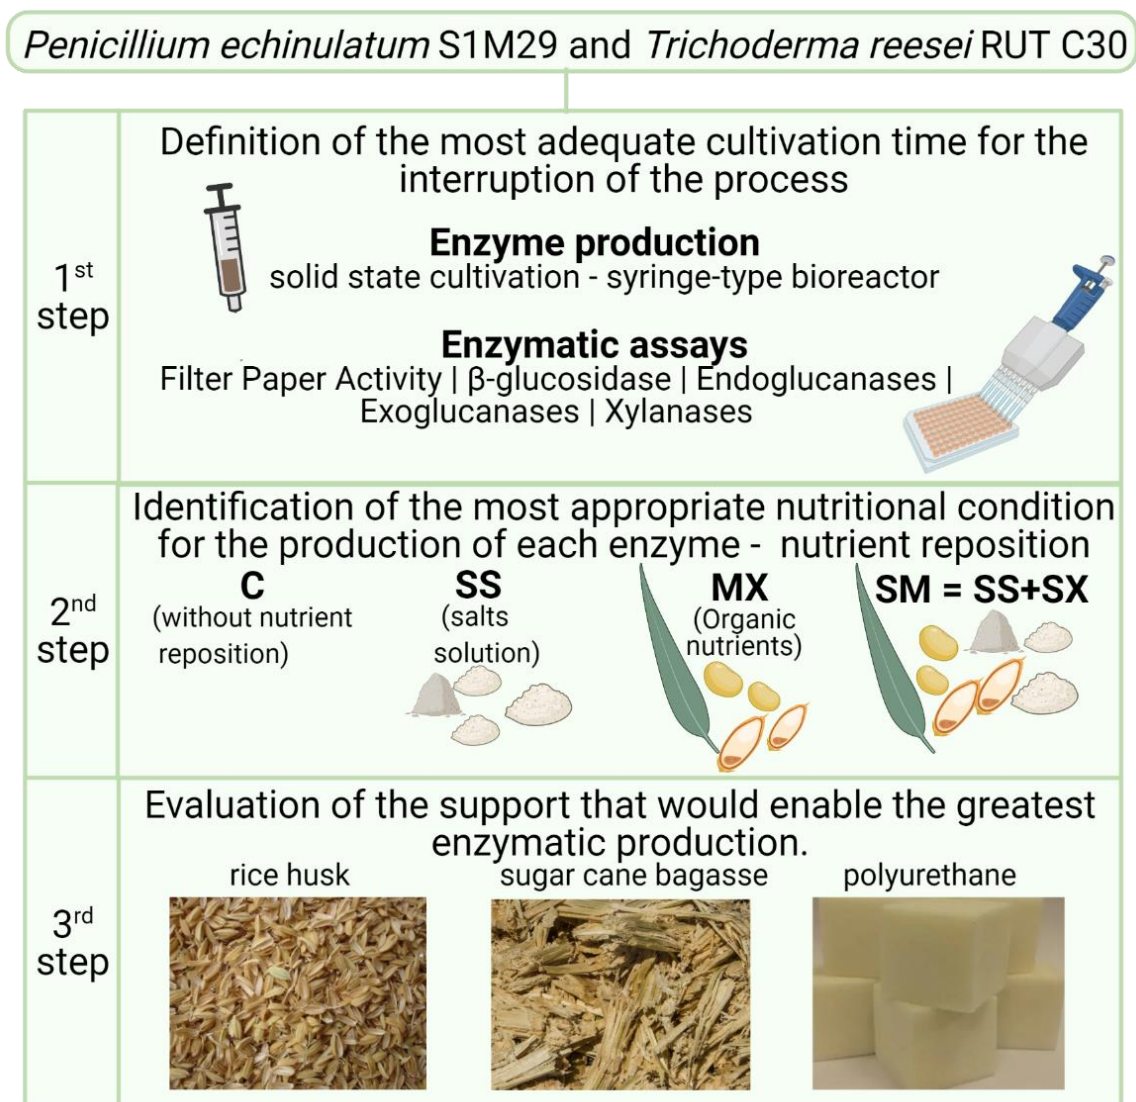 Penicillium echinulatum S1M29 and Trichoderma reesei RUT C30
1st
step
Definition of the most adequate cultivation time for the
interruption of the process
Enzyme production
solid state cultivation - syringe-type bioreactor
Enzymatic assays
Filter Paper Activity | β-glucosidase | Endoglucanases |
Exoglucanases | Xylanases
2nd
step
Identification of the most appropriate nutritional condition
for the production of each enzyme - nutrient reposition
C
(without nutrient
reposition)
SS
(salts
solution)
MX
(Organic
nutrients)
SM = SS+SX
3rd
step
Evaluation of the support that would enable the greatest
enzymatic production.
rice husk
sugar cane bagasse
polyurethane